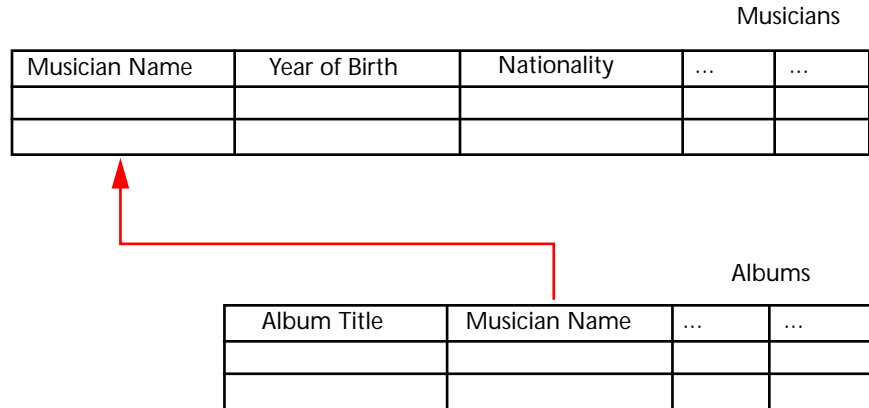 Musicians
Musician Name Year of Birth Nationality ... ...
Albums
Album Title Musician Name ... ...